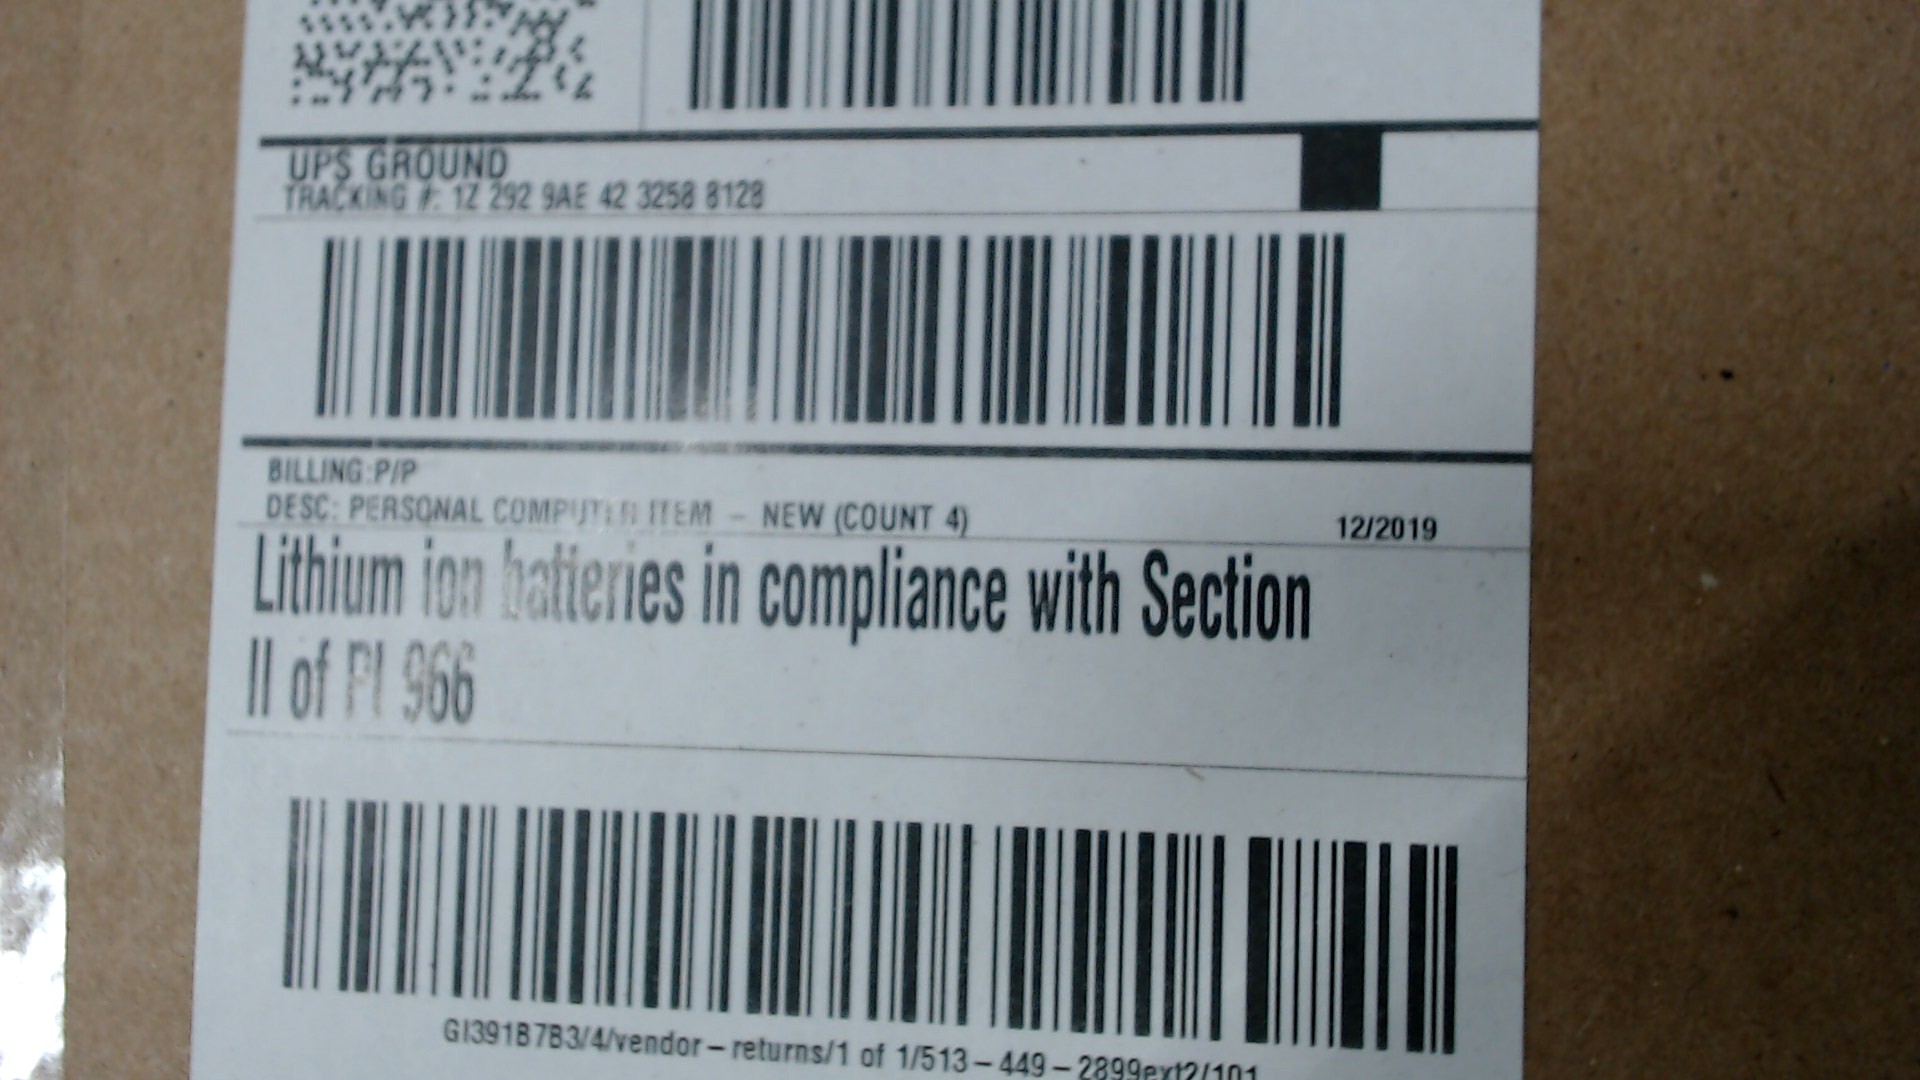 UPS GROUND
TRACKING #: 1Z 292 9AE 42 3258 8128
BILLING:P/P
DESC: PERSONAL COMPUTER ITEM - NEW (COUNT 4)
12/2019
Lithium ion batteries in compliance with Section
II of PI 966
GI391B7B3/4/vendor-returns/1 of 1/513-449-2899ext2/101